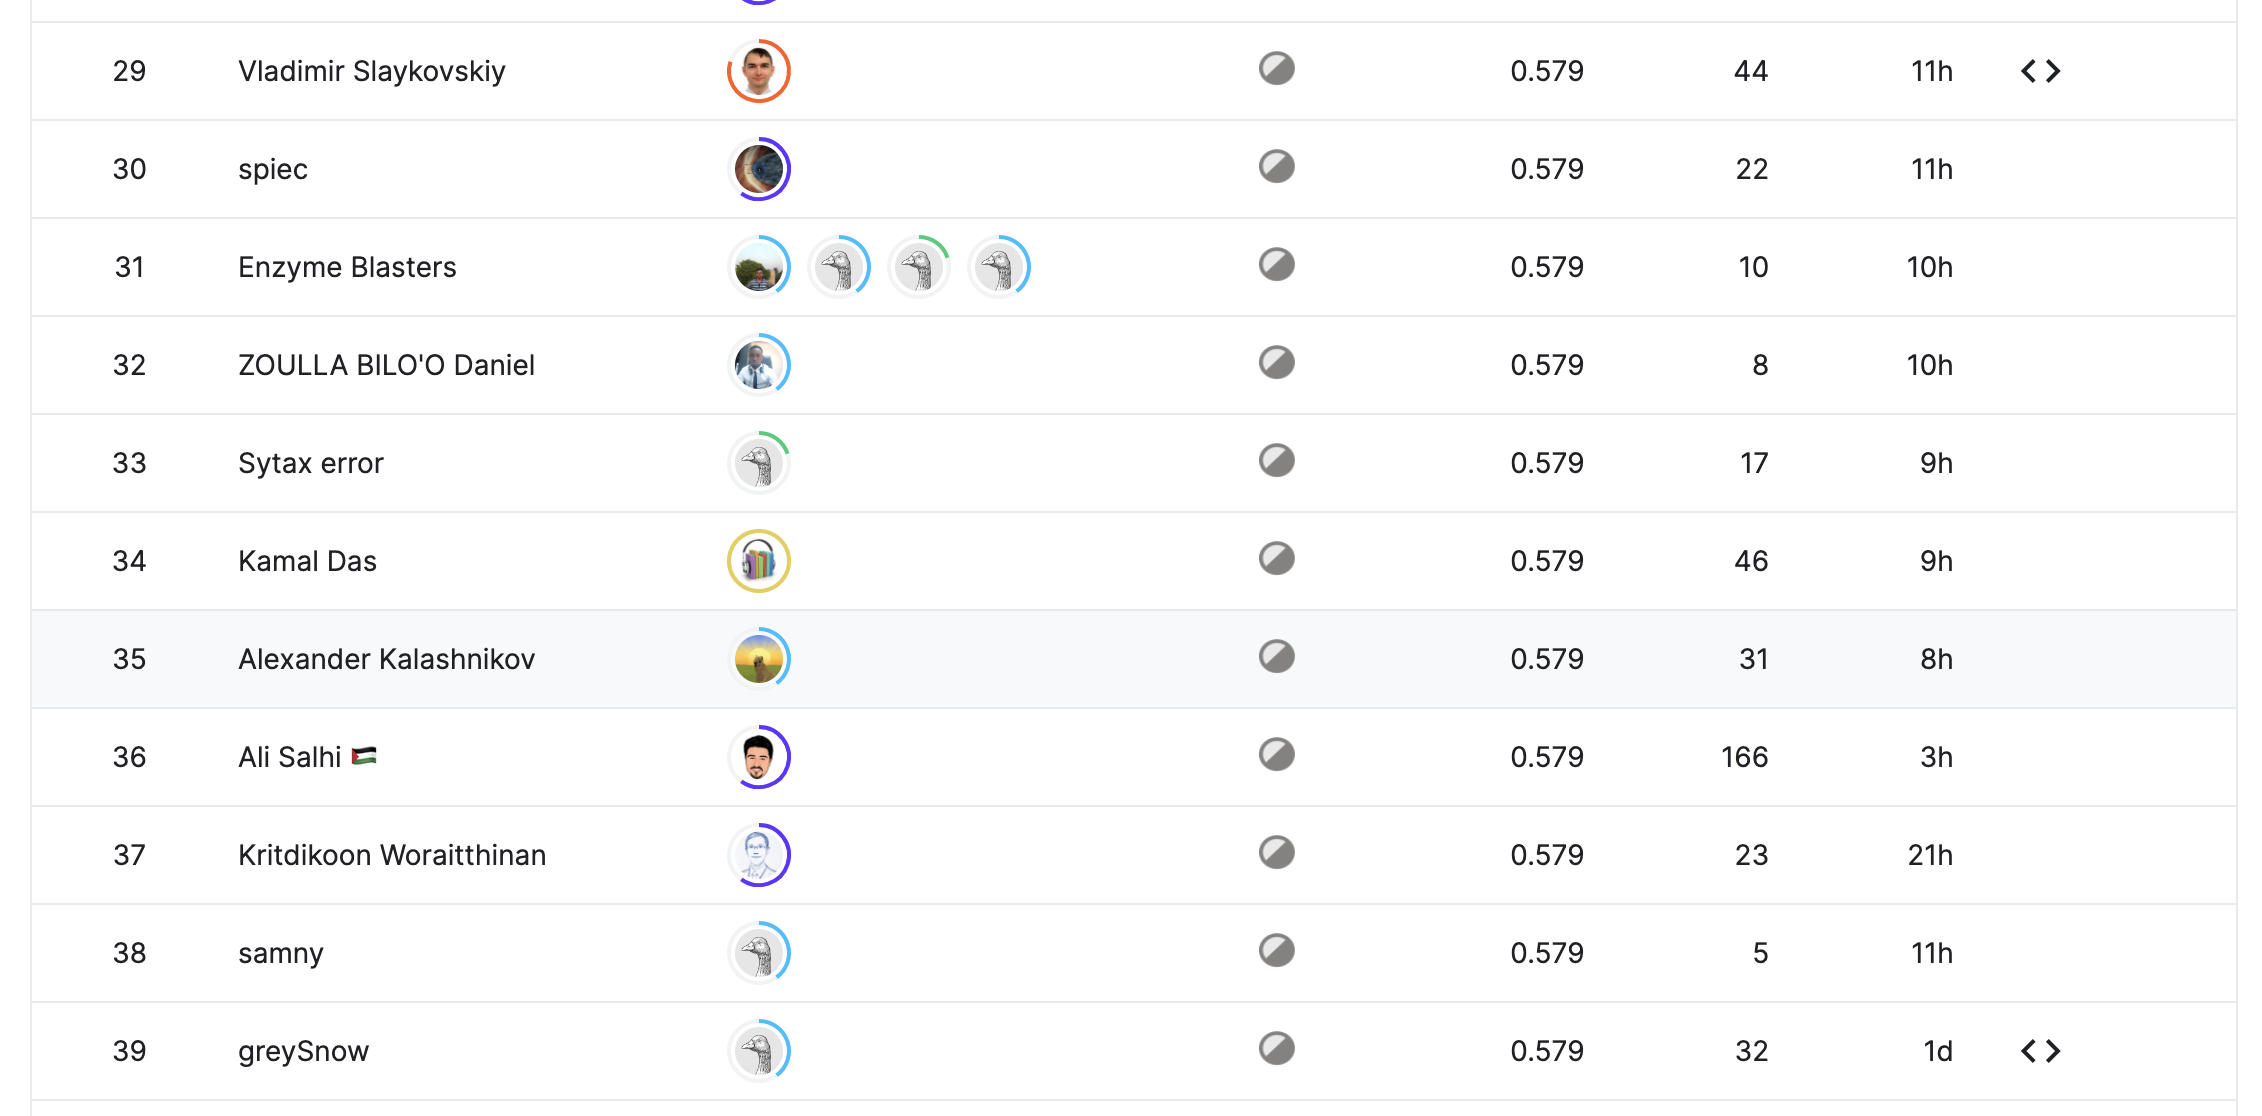 29 Vladimir Slaykovskiy 0.579 44 11h <>
30 spiec 0.579 22 11h
31 Enzyme Blasters 0.579 10 10h
32 ZOULLA BILO'O Daniel 0.579 8 10h
33 Sytax error 0.579 17 9h
34 Kamal Das 0.579 46 9h
35 Alexander Kalashnikov 0.579 31 8h
36 Ali Salhi 🇵🇸 0.579 166 3h
37 Kritdikoon Woraitthinan 0.579 23 21h
38 samny 0.579 5 11h
39 greySnow 0.579 32 1d <>